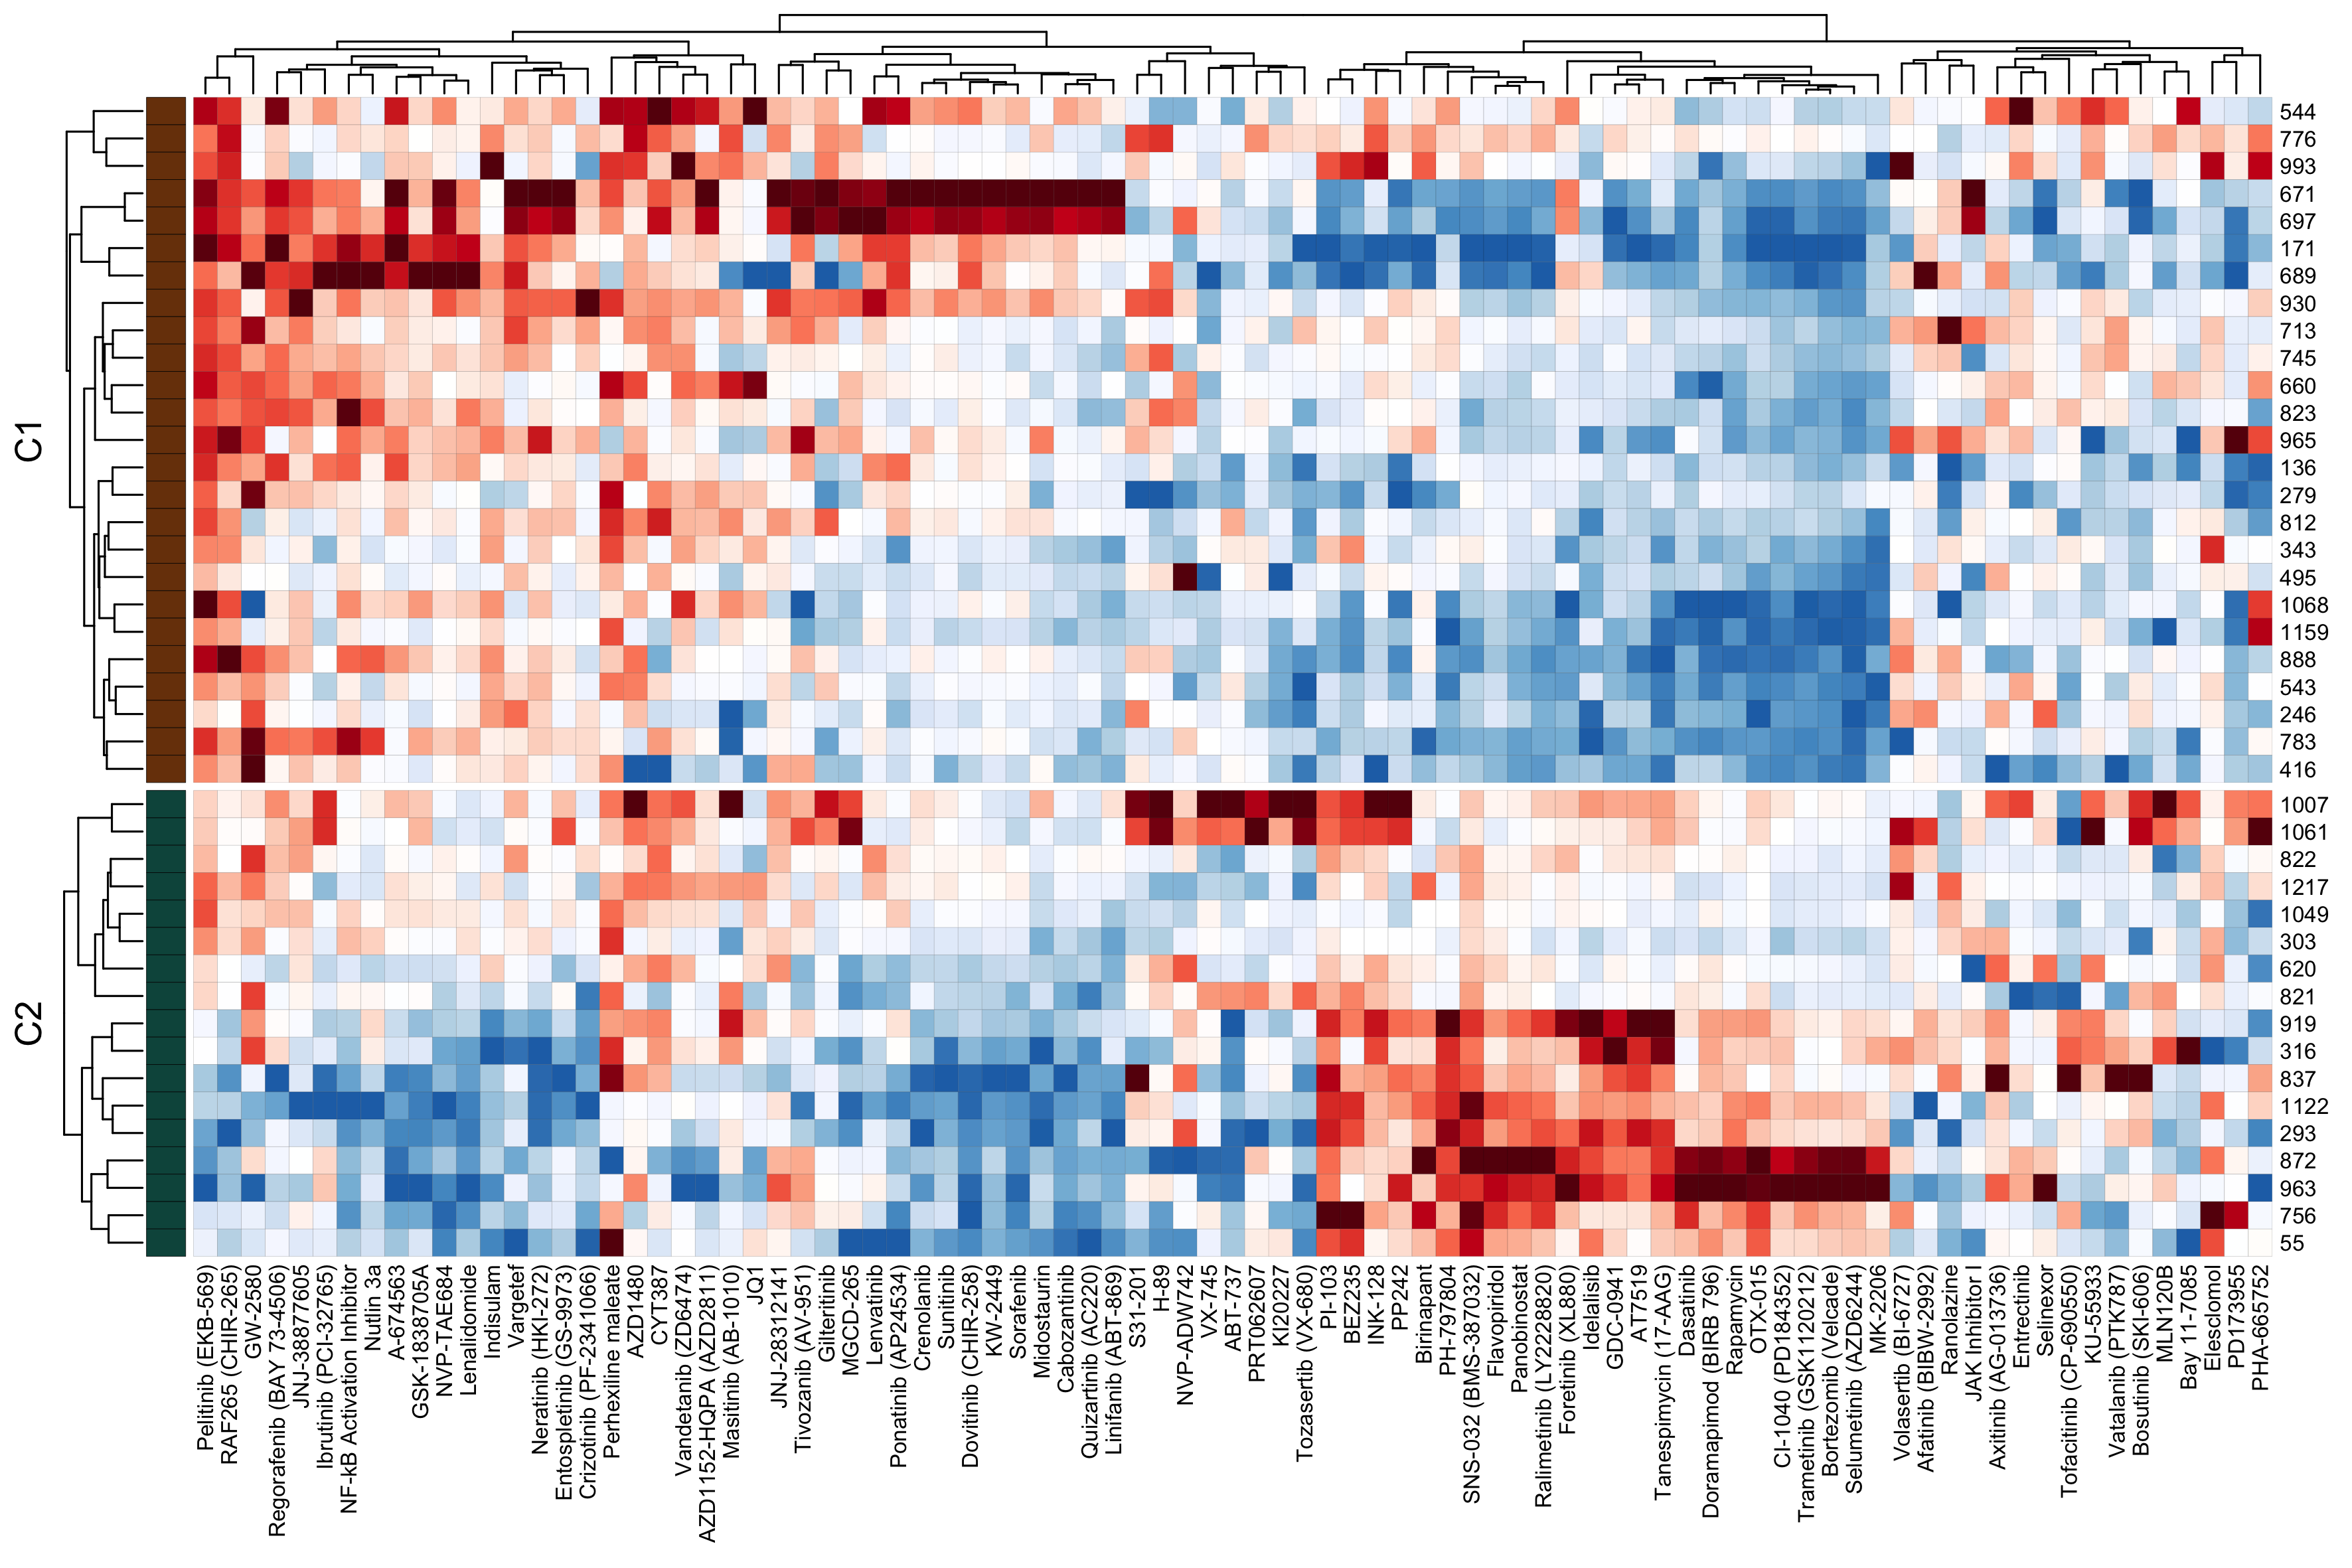 544
776
993
671
697
171
689
930
713
745
660
823
965
136
279
812
343
495
1068
1159
888
543
246
783
416
C1
1007
1061
822
1217
1049
303
620
821
919
316
837
1122
293
872
963
756
55
C2
Pelitinib (EKB-569)
RAF265 (CHIR-265)
GW-2580
Regorafenib (BAY 73-4506)
JNJ-38877605
Ibrutinib (PCI-32765)
NF-kB Activation Inhibitor
Nutlin 3a
A-674563
GSK-1838705A
NVP-TAE684
Lenalidomide
Indisulam
Vargetef
Neratinib (HKI-272)
Entospletinib (GS-9973)
Crizotinib (PF-2341066)
Perhexiline maleate
AZD1480
CYT387
Vandetanib (ZD6474)
AZD1152-HQPA (AZD2811)
Masitinib (AB-1010)
JQ1
JNJ-28312141
Tivozanib (AV-951)
Gilteritinib
MGCD-265
Lenvatinib
Ponatinib (AP24534)
Crenolanib
Sunitinib
Dovitinib (CHIR-258)
KW-2449
Sorafenib
Midostaurin
Cabozantinib
Quizartinib (AC220)
Linifanib (ABT-869)
S31-201
H-89
NVP-ADW742
VX-745
ABT-737
PRT062607
KI20227
Tozasertib (VX-680)
PI-103
BEZ235
INK-128
PP242
Birinapant
PH-797804
SNS-032 (BMS-387032)
Flavopiridol
Panobinostat
Ralimetinib (LY2228820)
Foretinib (XL880)
Idelalisib
GDC-0941
AT7519
Tanespimycin (17-AAG)
Dasatinib
Doramapimod (BIRB 796)
Rapamycin
OTX-015
CI-1040 (PD184352)
Trametinib (GSK1120212)
Bortezomib (Velcade)
Selumetinib (AZD6244)
MK-2206
Volasertib (BI-6727)
Afatinib (BIBW-2992)
Ranolazine
JAK Inhibitor I
Axitinib (AG-013736)
Entrectinib
Selinexor
Tofacitinib (CP-690550)
KU-55933
Vatalanib (PTK787)
Bosutinib (SKI-606)
MLN120B
Bay 11-7085
Elesclomol
PD173955
PHA-665752